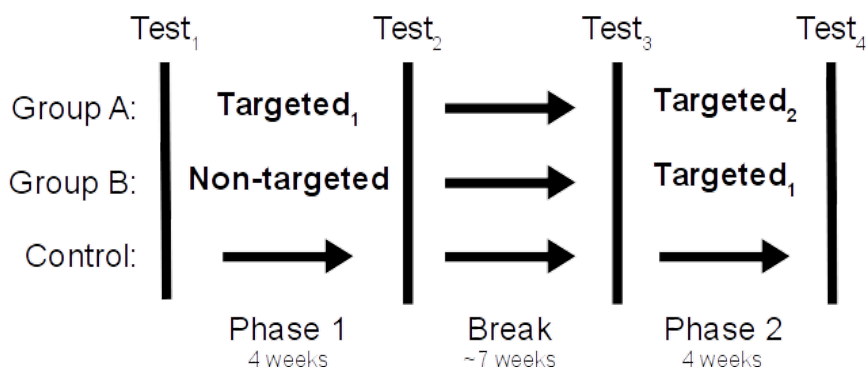 Test₁ Test₂ Test₃ Test₄
Group A: Targeted₁ Targeted₂
Group B: Non-targeted Targeted₁
Control:
Phase 1 Break Phase 2
4 weeks ~7 weeks 4 weeks